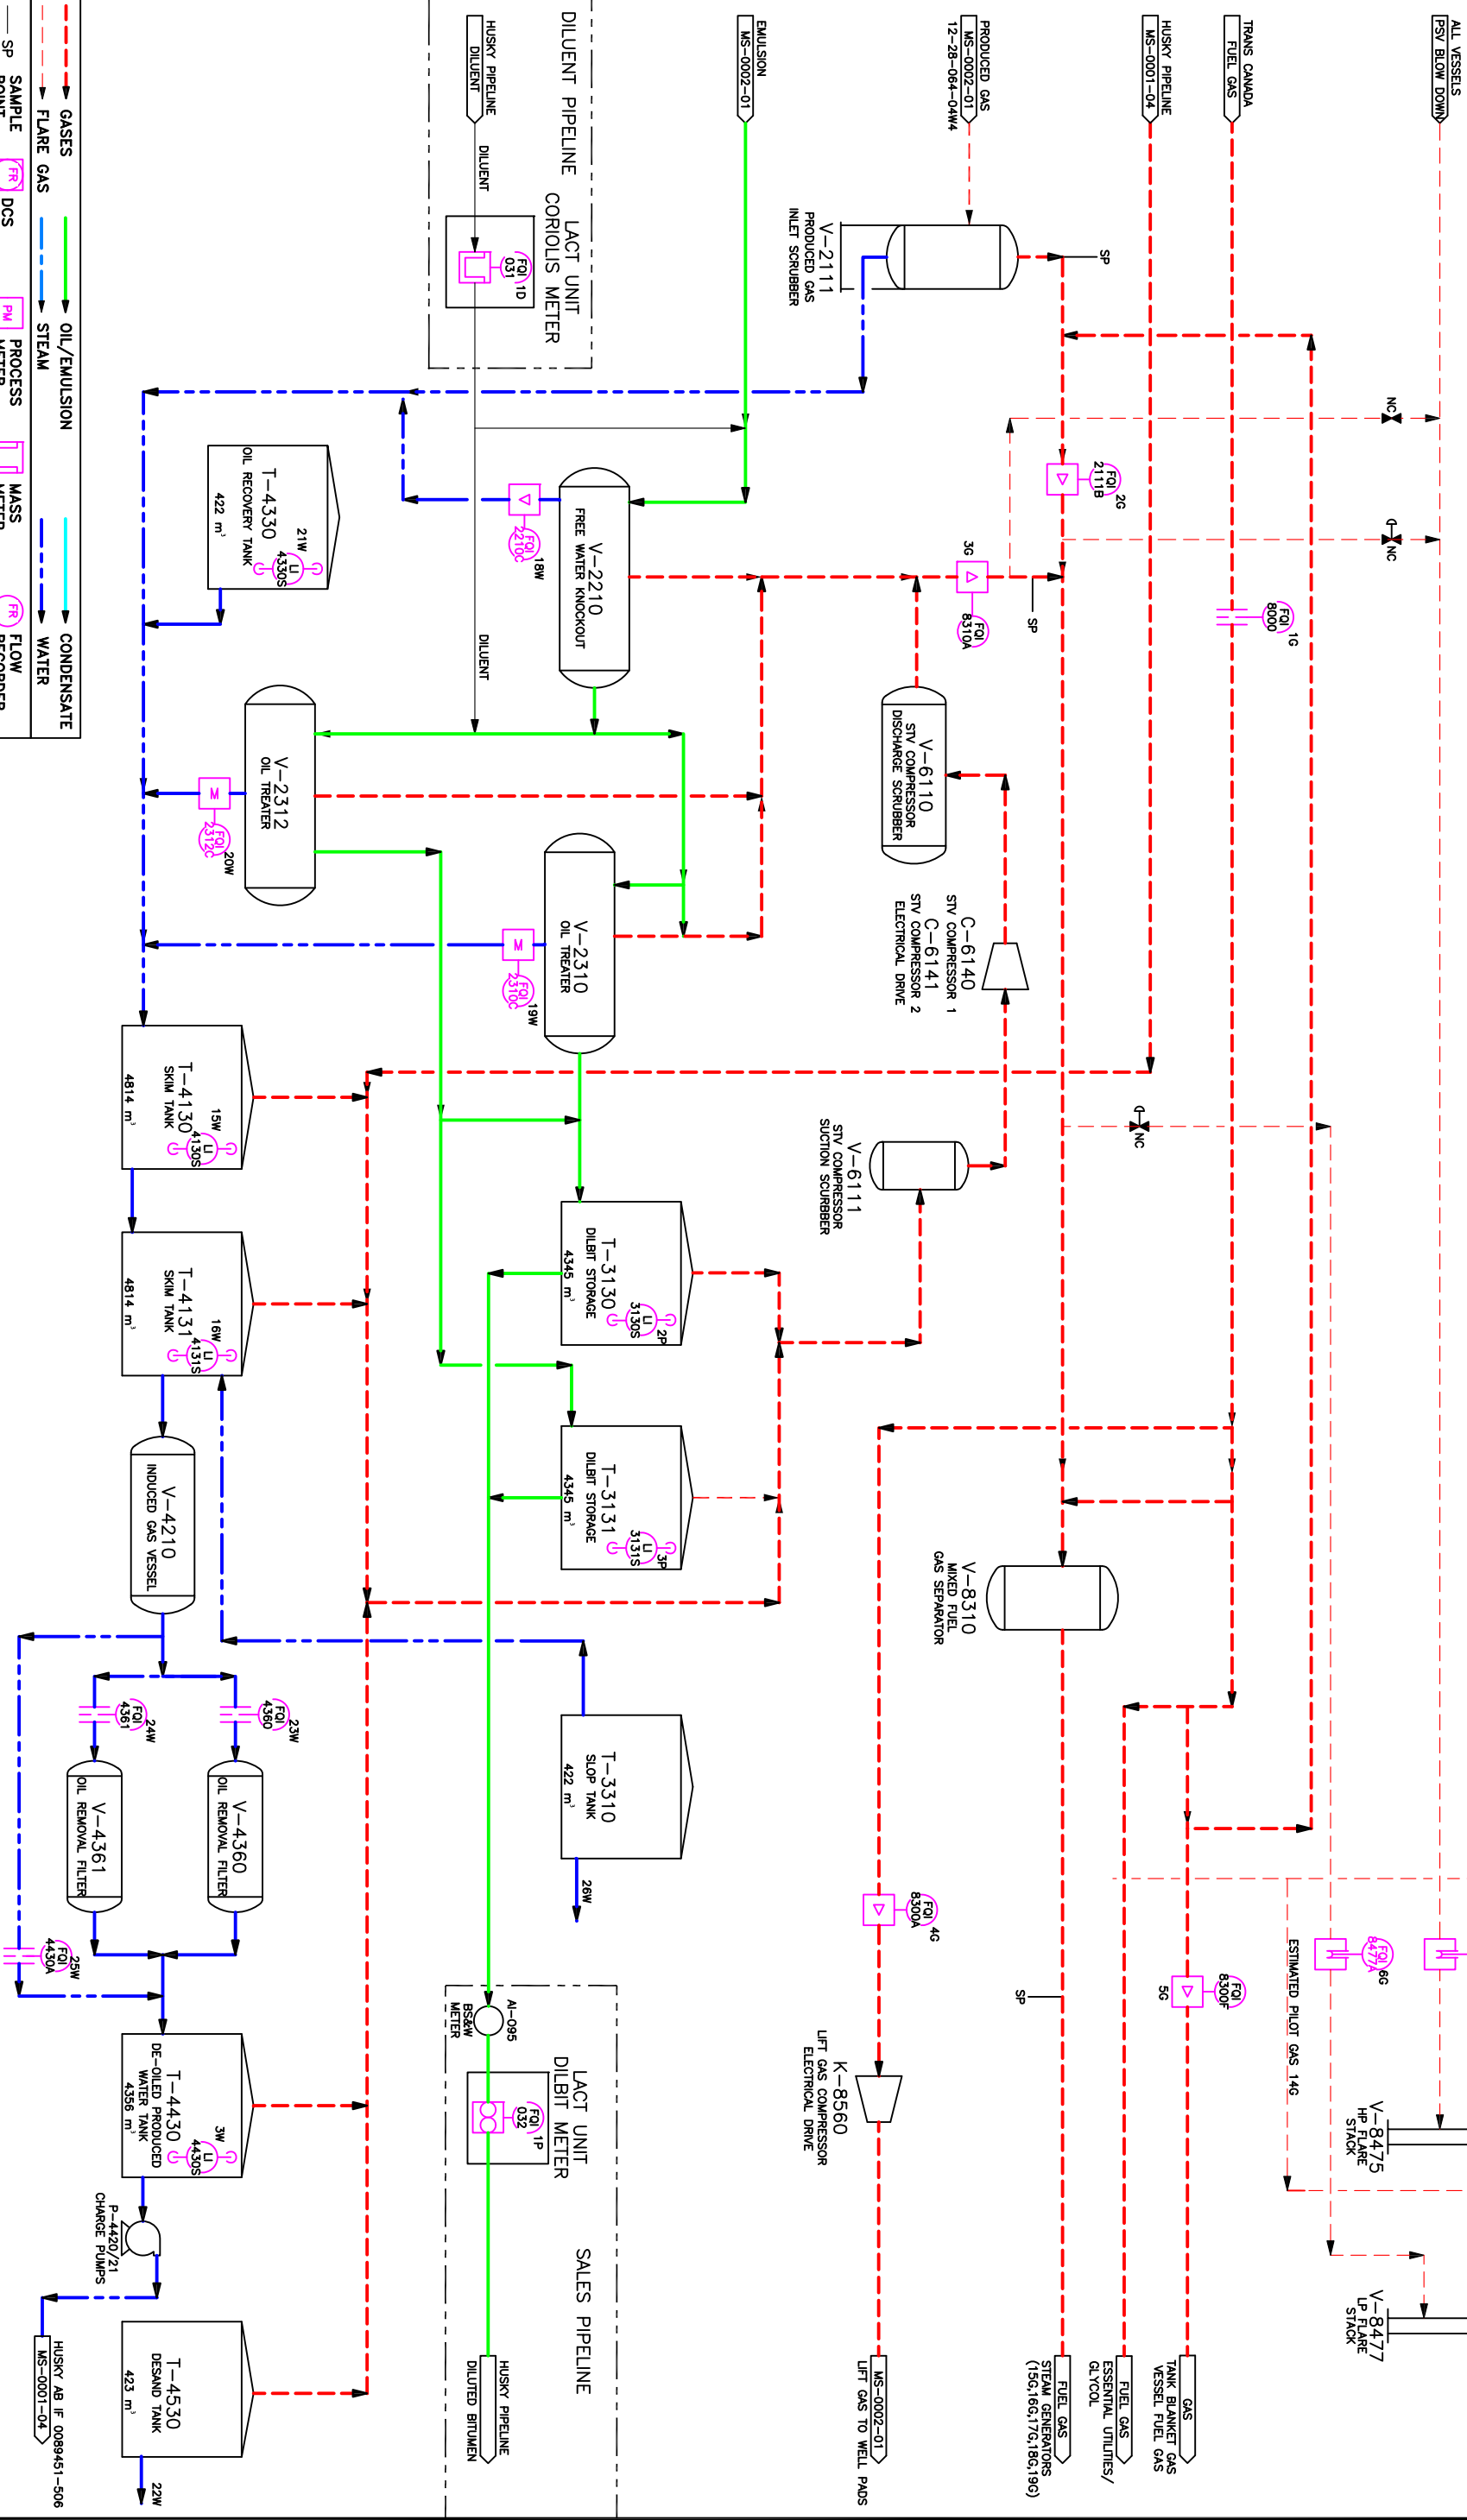 ALL VESSELS
PSV BLOW DOWN
TRANS CANADA
FUEL GAS
HUSKY PIPELINE
MS-0001-04
PRODUCED GAS
MS-0002-01
12-28-064-04W4
EMULSION
MS-0002-01
DILUENT PIPELINE
HUSKY PIPELINE
DILUENT
DILUENT
LACT UNIT
CORIOLIS METER
FQI
031
1D
V-2111
PRODUCED GAS
INLET SCRUBBER
SP
NC
NC
FQI
2111B
2G
3G
FQI
8310A
SP
FQI
8000
1G
V-2210
FREE WATER KNOCKOUT
FQI
2210C
18W
DILUENT
T-4330
OIL RECOVERY TANK
422 m³
21W
LI
4330S
V-6110
STV COMPRESSOR
DISCHARGE SCRUBBER
C-6140
STV COMPRESSOR 1
C-6141
STV COMPRESSOR 2
ELECTRICAL DRIVE
V-6111
STV COMPRESSOR
SUCTION SCURBBER
NC
V-2312
OIL TREATER
FQI
2312C
20W
V-2310
OIL TREATER
FQI
2310C
19W
M
M
T-4130
SKIM TANK
4814 m³
15W
LI
4130S
T-4131
SKIM TANK
4814 m³
16W
LI
4131S
T-3130
DILBIT STORAGE
4345 m³
LI
3130S
2P
T-3131
DILBIT STORAGE
4345 m³
LI
3131S
3P
V-8310
MIXED FUEL
GAS SEPARATOR
V-4210
INDUCED GAS VESSEL
FQI
4360
23W
FQI
4361
24W
V-4360
OIL REMOVAL FILTER
V-4361
OIL REMOVAL FILTER
FQI
4430A
25W
T-3310
SLOP TANK
422 m³
26W
FQI
8300A
4G
FQI
8300F
5G
FQI
8477A
6G
ESTIMATED PILOT GAS 14G
SP
K-8560
LIFT GAS COMPRESSOR
ELECTRICAL DRIVE
V-8475
HP FLARE
STACK
V-8477
LP FLARE
STACK
AI-095
BS&W
METER
LACT UNIT
DILBIT METER
FQI
032
1P
SALES PIPELINE
HUSKY PIPELINE
DILUTED BITUMEN
T-4430
DE-OILED PRODUCED
WATER TANK
4356 m³
3W
LI
4430S
P-4420/21
CHARGE PUMPS
T-4530
DESAND TANK
423 m³
22W
HUSKY AB IF 0089451-506
MS-0001-04
GAS
TANK BLANKET GAS
VESSEL FUEL GAS
FUEL GAS
ESSENTIAL UTILITIES/
GLYCOL
FUEL GAS
STEAM GENERATORS
(15G,16G,17G,18G,19G)
MS-0002-01
LIFT GAS TO WELL PADS
GASES
OIL/EMULSION
CONDENSATE
FLARE GAS
STEAM
WATER
SP
SAMPLE
POINT
FR
DCS
PM
PROCESS
METER
MASS
METER
FR
FLOW
RECORDER